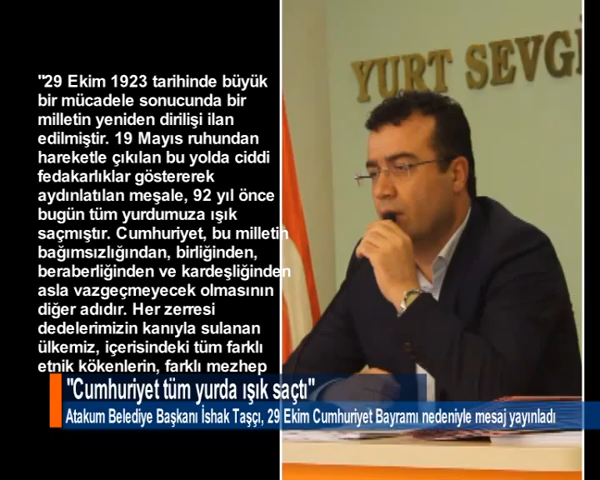 "29 Ekim 1923 tarihinde büyük
bir mücadele sonucunda bir
milletin yeniden dirilişi ilan
edilmiştir. 19 Mayıs ruhundan
hareketle çıkılan bu yolda ciddi
fedakarlıklar göstererek
aydınlatılan meşale, 92 yıl önce
bugün tüm yurdumuza ışık
saçmıştır. Cumhuriyet, bu milletin
bağımsızlığından, birliğinden,
beraberliğinden ve kardeşliğinden
asla vazgeçmeyecek olmasının
diğer adıdır. Her zerresi
dedelerimizin kanıyla sulanan
ülkemiz, içerisindeki tüm farklı
etnik kökenlerin, farklı mezhep
YURT SEVGİ
"Cumhuriyet tüm yurda ışık saçtı"
Atakum Belediye Başkanı İshak Taşçı, 29 Ekim Cumhuriyet Bayramı nedeniyle mesaj yayınladı